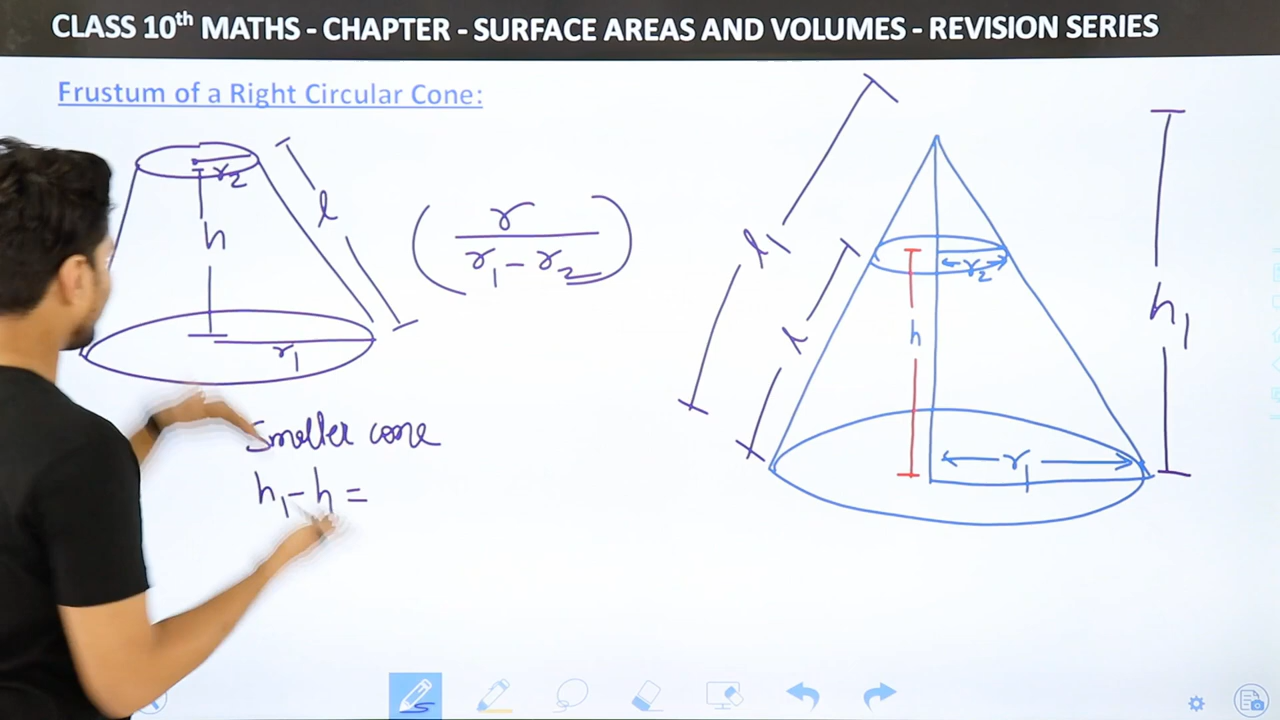 CLASS 10th MATHS - CHAPTER - SURFACE AREAS AND VOLUMES - REVISION SERIES
Frustum of a Right Circular Cone:
r2
h
l
r1
(r / r1 - r2)
Smaller cone
h1 - h =
l1
l
r2
h
r1
h1